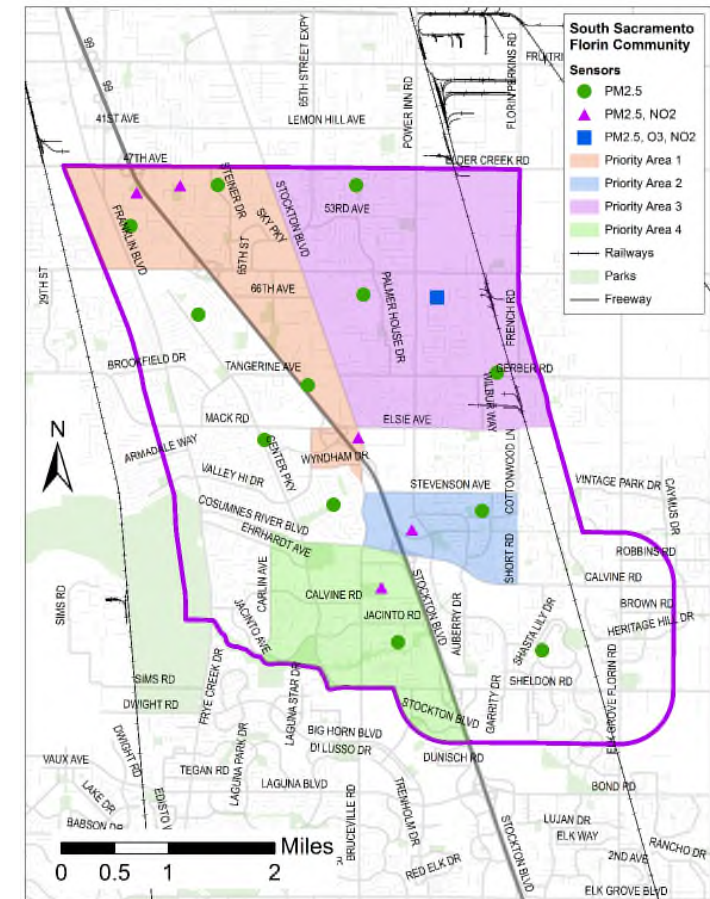 South Sacramento
Florin Community
Sensors
PM2.5
PM2.5, NO2
PM2.5, O3, NO2
Priority Area 1
Priority Area 2
Priority Area 3
Priority Area 4
Railways
Parks
Freeway
99
99
65TH STREET EXPY
POWER INN RD
FLORIN PERKINS RD
41ST AVE
LEMON HILL AVE
47TH AVE
ELDER CREEK RD
STEINER DR
STOCKTON BLVD
53RD AVE
SKY PKY
FRANKLIN BLVD
65TH ST
29TH ST
66TH AVE
PALMER HOUSE DR
FRENCH RD
BROOKFIELD DR
TANGERINE AVE
GERBER RD
WILBUR WAY
MACK RD
ELSIE AVE
ARMADALE WAY
CENTER PKY
WYNDHAM DR
COTTONWOOD LN
VALLEY HI DR
STEVENSON AVE
VINTAGE PARK DR
CAYMUS DR
COSUMNES RIVER BLVD
EHRHARDT AVE
ROBBINS RD
SHORT RD
CALVINE RD
SIMS RD
CARLIN AVE
CALVINE RD
STOCKTON BLVD
BROWN RD
JACINTO RD
AUBERRY DR
SHASTA LILY DR
HERITAGE HILL DR
JACINTO AVE
SIMS RD
SHELDON RD
DWIGHT RD
FRYE CREEK DR
LAGUNA STAR DR
STOCKTON BLVD
GARRITY DR
ELK GROVE FLORIN RD
BIG HORN BLVD
DI LUSSO DR
DUNISCH RD
VAUX AVE
DWIGHT RD
TEGAN RD
LAGUNA PARK DR
LAGUNA BLVD
BOND RD
LAKE DR
BABSON DR
BRUCEVILLE RD
TRENHOLM DR
LUJAN DR
ELK WAY
RANCHO DR
2ND AVE
RED ELK DR
STOCKTON BLVD
ELK GROVE BLVD
N
Miles
0 0.5 1 2